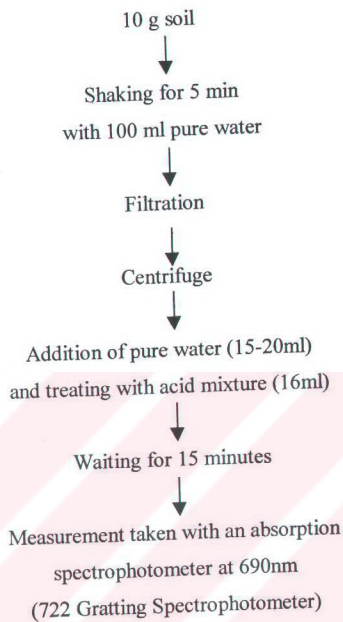 10 g soil
Shaking for 5 min
with 100 ml pure water
Filtration
Centrifuge
Addition of pure water (15-20ml)
and treating with acid mixture (16ml)
Waiting for 15 minutes
Measurement taken with an absorption
spectrophotometer at 690nm
(722 Gratting Spectrophotometer)